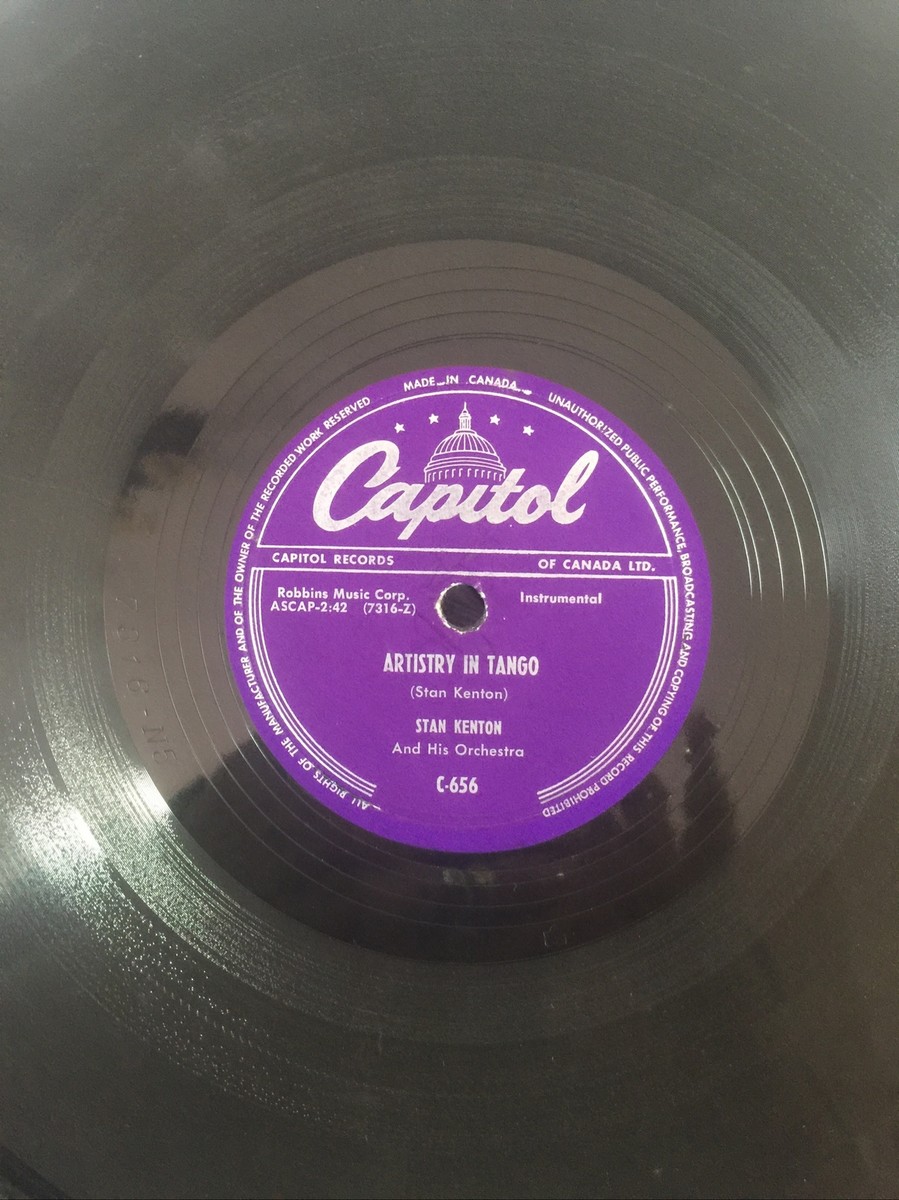 MADE IN CANADA
ALL RIGHTS OF THE MANUFACTURER AND OF THE OWNER OF THE RECORDED WORK RESERVED
UNAUTHORIZED PUBLIC PERFORMANCE, BROADCASTING AND COPYING OF THIS RECORD PROHIBITED
Capitol
CAPITOL RECORDS OF CANADA LTD.
Robbins Music Corp. Instrumental
ASCAP-2:42 (7316-Z)
ARTISTRY IN TANGO
(Stan Kenton)
STAN KENTON
And His Orchestra
C-656